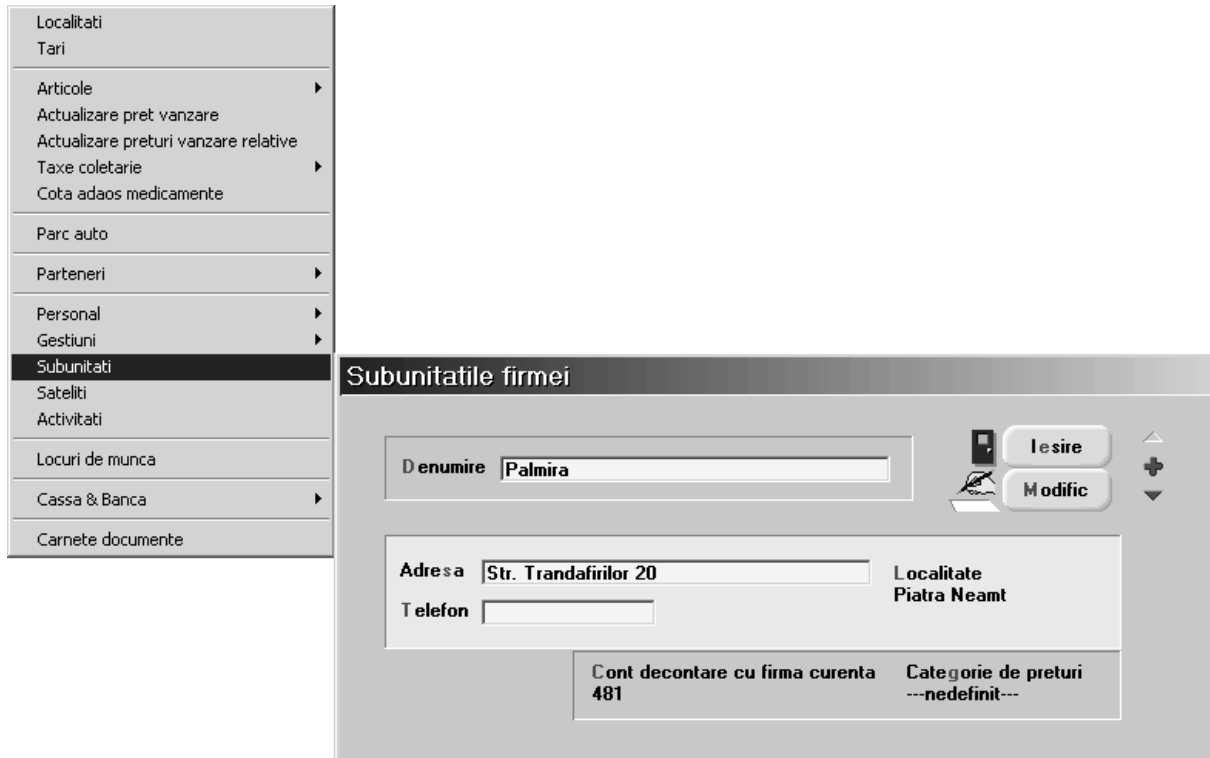 Localitati
Tari
Articole
Actualizare pret vanzare
Actualizare preturi vanzare relative
Taxe coletarie
Cota adaos medicamente
Parc auto
Parteneri
Personal
Gestiuni
Subunitati
Sateliti
Activitati
Locuri de munca
Cassa & Banca
Carnete documente
Subunitatile firmei
Denumire Palmira
Iesire
Modific
Adresa Str. Trandafirilor 20
Telefon
Localitate
Piatra Neamt
Cont decontare cu firma curenta
481
Categorie de preturi
---nedefinit---